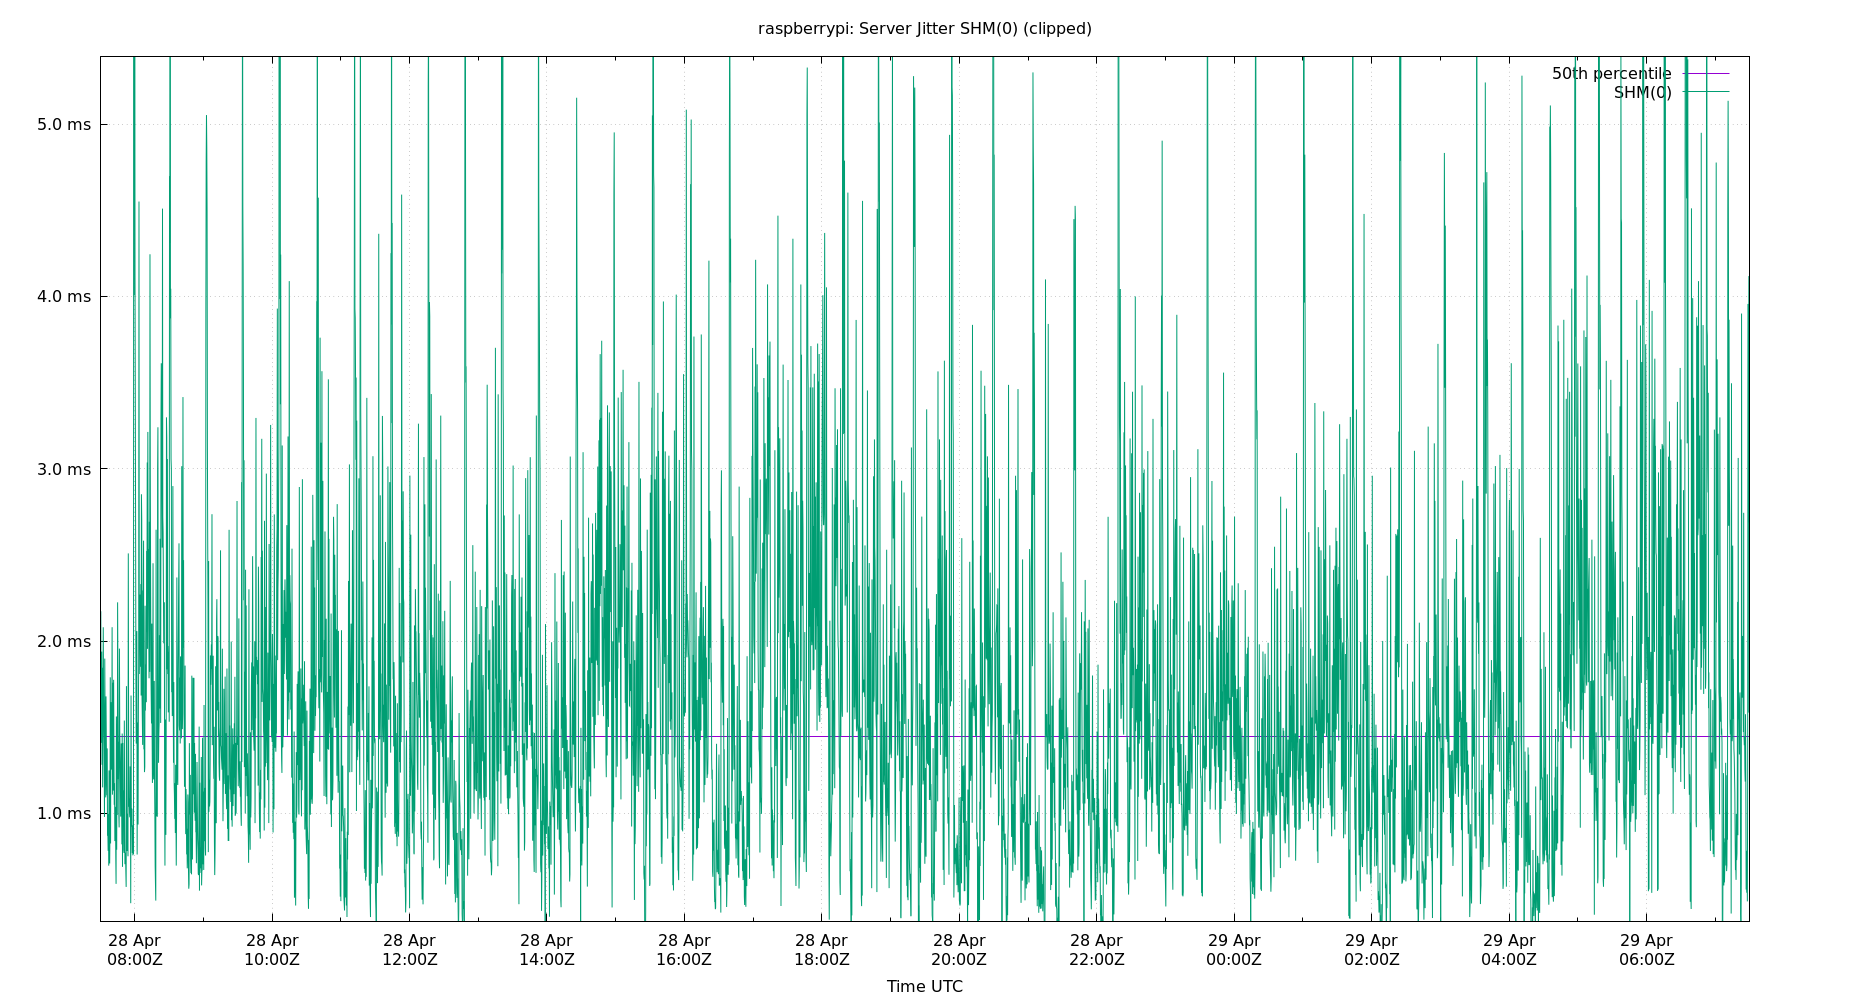 raspberrypi: Server Jitter SHM(0) (clipped)
50th percentile
SHM(0)
5.0 ms
4.0 ms
3.0 ms
2.0 ms
1.0 ms
28 Apr 28 Apr 28 Apr 28 Apr 28 Apr 28 Apr 28 Apr 28 Apr 29 Apr 29 Apr 29 Apr 29 Apr
08:00Z 10:00Z 12:00Z 14:00Z 16:00Z 18:00Z 20:00Z 22:00Z 00:00Z 02:00Z 04:00Z 06:00Z
Time UTC